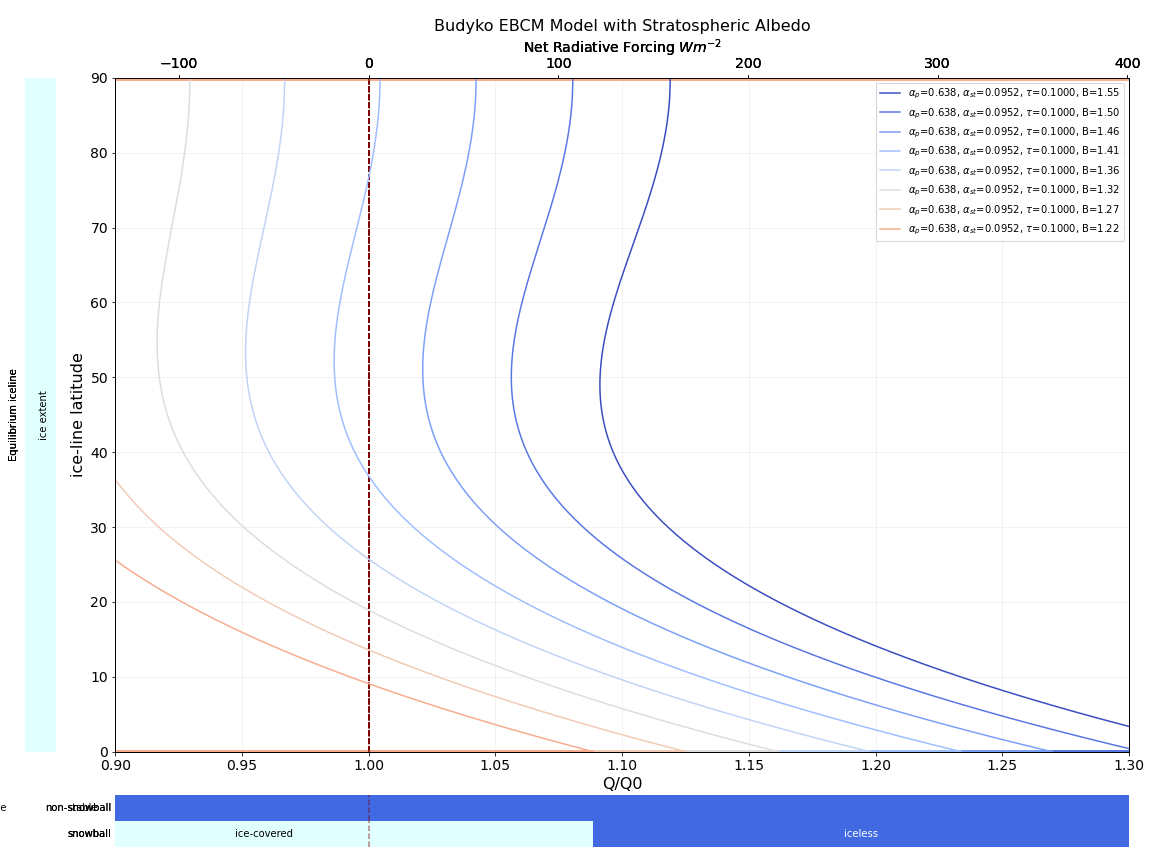 Budyko EBCM Model with Stratospheric Albedo
Net Radiative Forcing Wm⁻²
−100 0 100 200 300 400
90
80
70
60
50
40
30
20
10
0
αp=0.638, αst=0.0952, τ=0.1000, B=1.55
αp=0.638, αst=0.0952, τ=0.1000, B=1.50
αp=0.638, αst=0.0952, τ=0.1000, B=1.46
αp=0.638, αst=0.0952, τ=0.1000, B=1.41
αp=0.638, αst=0.0952, τ=0.1000, B=1.36
αp=0.638, αst=0.0952, τ=0.1000, B=1.32
αp=0.638, αst=0.0952, τ=0.1000, B=1.27
αp=0.638, αst=0.0952, τ=0.1000, B=1.22
Equilibrium iceline
ice extent
ice-line latitude
0.90 0.95 1.00 1.05 1.10 1.15 1.20 1.25 1.30
Q/Q0
non-snowball
snowball
ice-covered
iceless